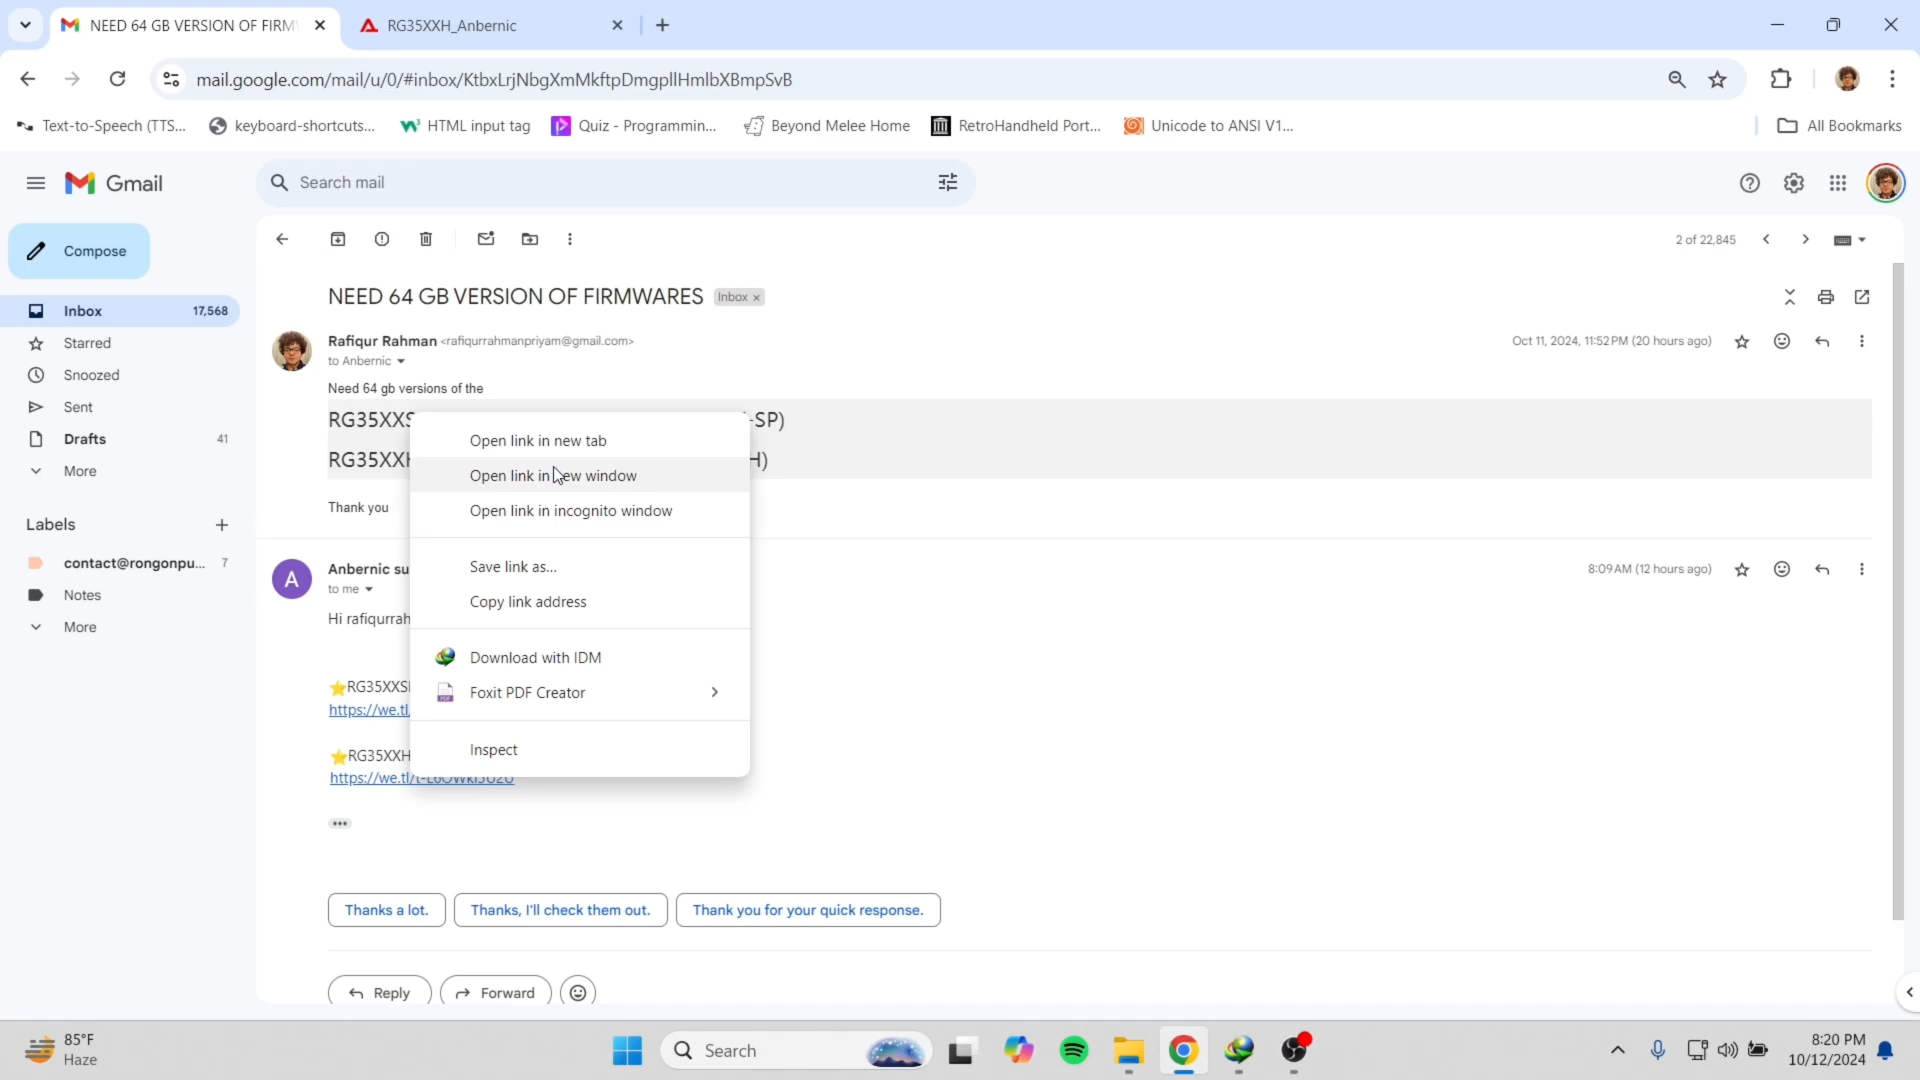 NEED 64 GB VERSION OF FIRM
RG35XXH_Anbernic
mail.google.com/mail/u/0/#inbox/KtbxLrjNbgXmMkftpDmgpllHmlbXBmpSvB
Text-to-Speech (TTS...
keyboard-shortcuts...
HTML input tag
Quiz - Programmin...
Beyond Melee Home
RetroHandheld Port...
Unicode to ANSI V1...
All Bookmarks
Gmail
Search mail
Compose
2 of 22,845
Inbox 17,568
Starred
Snoozed
Sent
Drafts 41
More
Labels
contact@rongonpu... 7
Notes
More
NEED 64 GB VERSION OF FIRMWARES Inbox x
Rafiqur Rahman <rafiqurrahmanpriyam@gmail.com>
Oct 11, 2024, 11:52 PM (20 hours ago)
to Anbernic
Need 64 gb versions of the
RG35XXS -SP)
RG35XXH H)
Thank you
Open link in new tab
Open link in new window
Open link in incognito window
Save link as...
Copy link address
Download with IDM
Foxit PDF Creator
Inspect
Anbernic su
8:09 AM (12 hours ago)
to me
Hi rafiqurrah
⭐RG35XXS
https://we.tl/
⭐RG35XXH
https://we.tl/
Thanks a lot.
Thanks, I'll check them out.
Thank you for your quick response.
Reply
Forward
85°F
Haze
Search
8:20 PM
10/12/2024